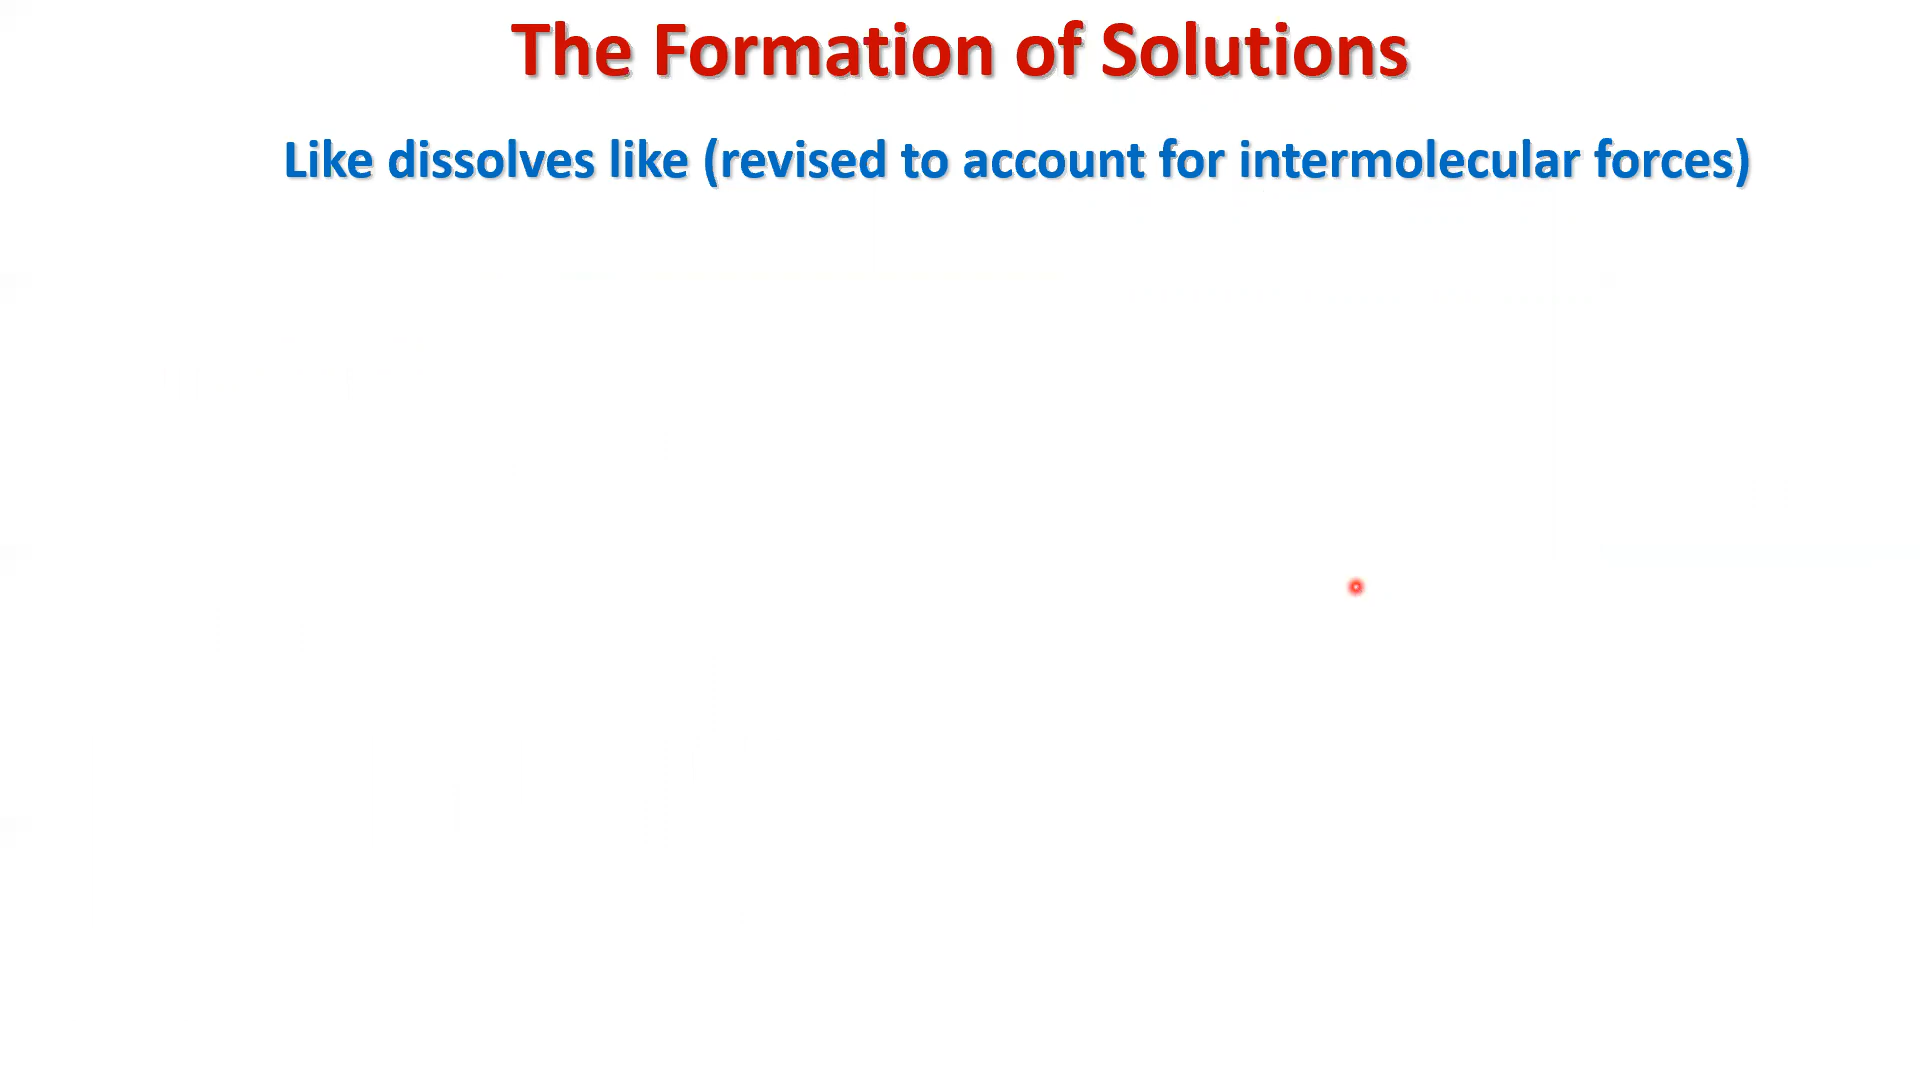 The Formation of Solutions
Like dissolves like (revised to account for intermolecular forces)